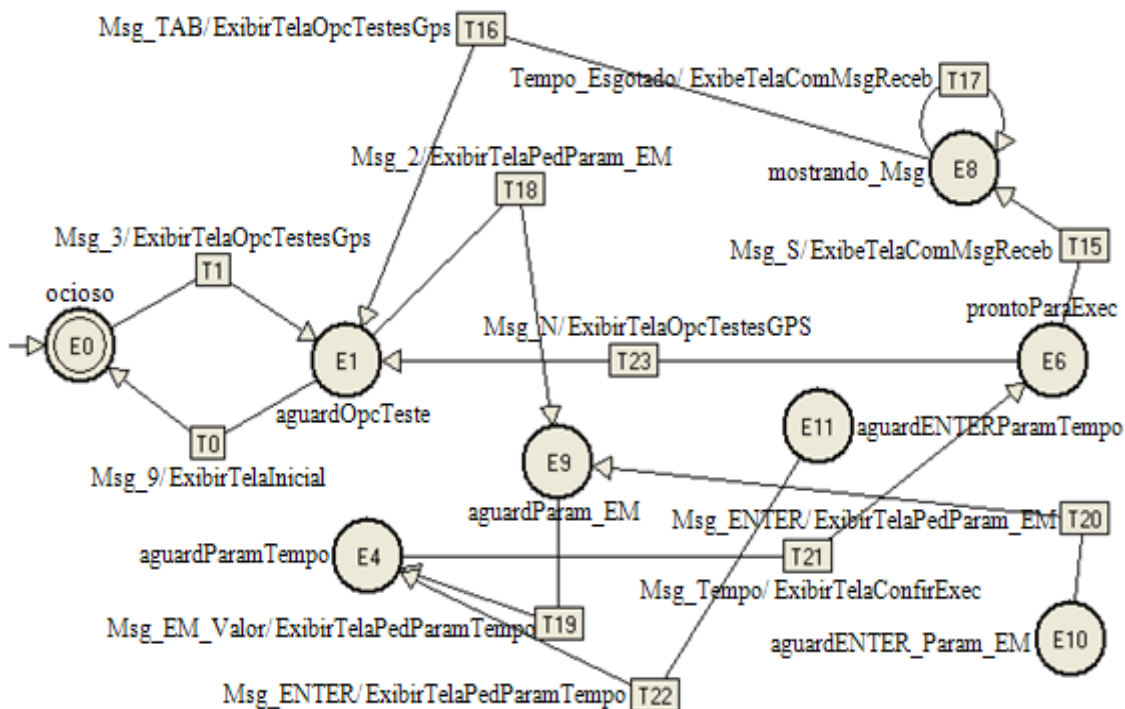 Msg_TAB/ExibirTelaOpcTestesGps
T16
Tempo_Esgotado/ ExibeTelaComMsgReceb
T17
Msg_2/ExibirTelaPedParam_EM
T18
mostrando_Msg
E8
Msg_3/ExibirTelaOpcTestesGps
T1
Msg_S/ExibeTelaComMsgReceb
T15
ocioso
E0
prontoParaExec
E6
Msg_N/ExibirTelaOpcTestesGPS
T23
E1
aguardOpcTeste
E11
aguardENTERParamTempo
T0
Msg_9/ExibirTelaInicial
E9
aguardParam_EM
Msg_ENTER/ExibirTelaPedParam_EM
T20
aguardParamTempo
E4
T21
Msg_Tempo/ ExibirTelaConfirExec
Msg_EM_Valor/ExibirTelaPedParamTempo
T19
aguardENTER_Param_EM
E10
Msg_ENTER/ExibirTelaPedParamTempo
T22